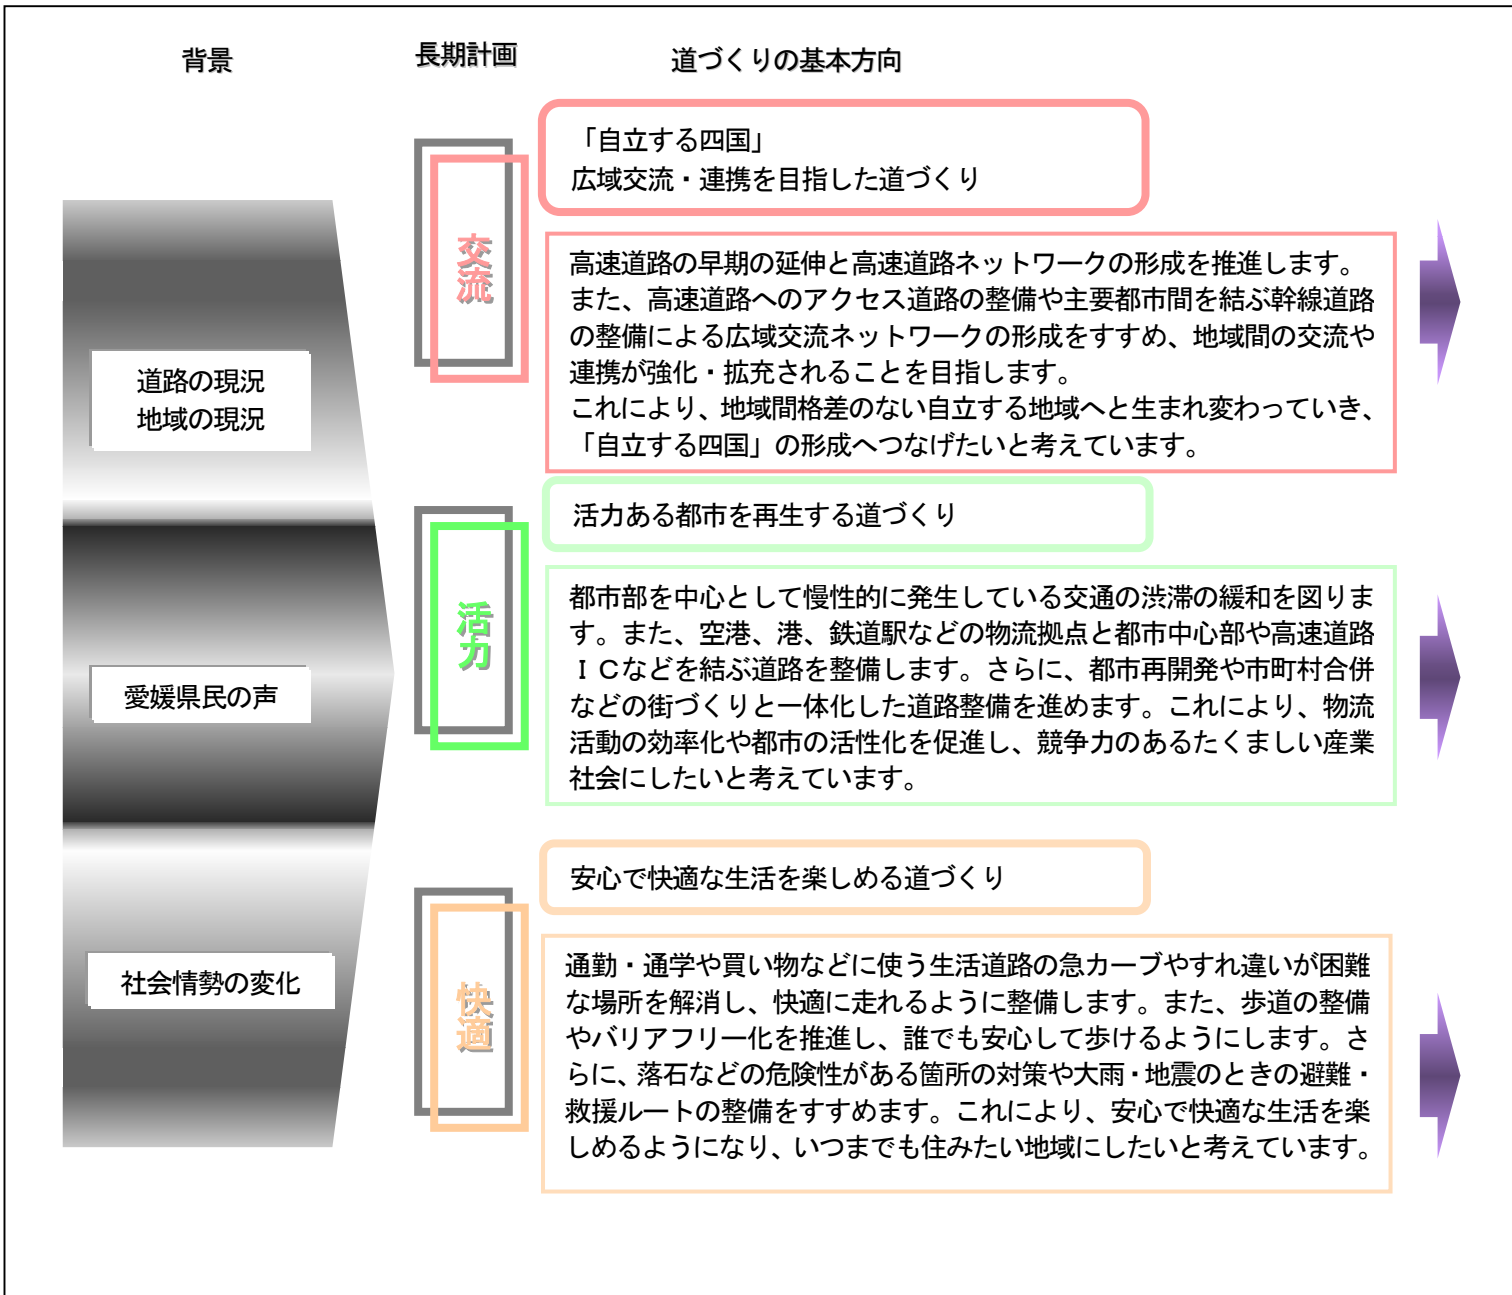 背景
長期計画
道づくりの基本方向
道路の現況
地域の現況
愛媛県民の声
社会情勢の変化
交流
「自立する四国」
広域交流・連携を目指した道づくり
高速道路の早期の延伸と高速道路ネットワークの形成を推進します。
また、高速道路へのアクセス道路の整備や主要都市間を結ぶ幹線道路
の整備による広域交流ネットワークの形成をすすめ、地域間の交流や
連携が強化・拡充されることを目指します。
これにより、地域間格差のない自立する地域へと生まれ変わっていき、
「自立する四国」の形成へつなげたいと考えています。
活力
活力ある都市を再生する道づくり
都市部を中心として慢性的に発生している交通の渋滞の緩和を図りま
す。また、空港、港、鉄道駅などの物流拠点と都市中心部や高速道路
ＩＣなどを結ぶ道路を整備します。さらに、都市再開発や市町村合併
などの街づくりと一体化した道路整備を進めます。これにより、物流
活動の効率化や都市の活性化を促進し、競争力のあるたくましい産業
社会にしたいと考えています。
快適
安心で快適な生活を楽しめる道づくり
通勤・通学や買い物などに使う生活道路の急カーブやすれ違いが困難
な場所を解消し、快適に走れるように整備します。また、歩道の整備
やバリアフリー化を推進し、誰でも安心して歩けるようにします。さ
らに、落石などの危険性がある箇所の対策や大雨・地震のときの避難・
救援ルートの整備をすすめます。これにより、安心で快適な生活を楽
しめるようになり、いつまでも住みたい地域にしたいと考えています。